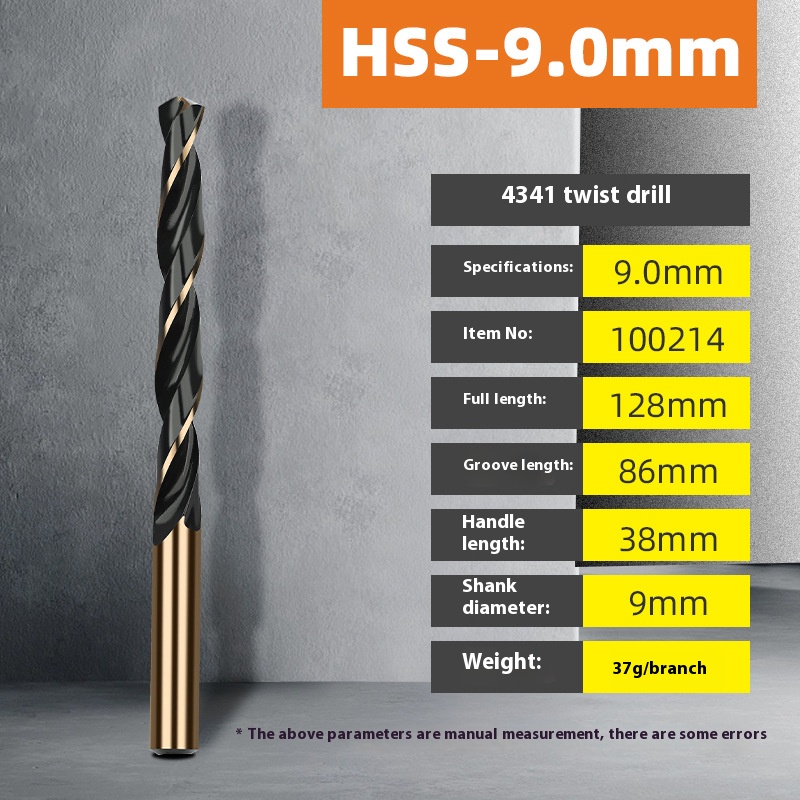 HSS-9.0mm
4341 twist drill
Specifications: 9.0mm
Item No: 100214
Full length: 128mm
Groove length: 86mm
Handle
length: 38mm
Shank
diameter: 9mm
Weight: 37g/branch
* The above parameters are manual measurement, there are some errors